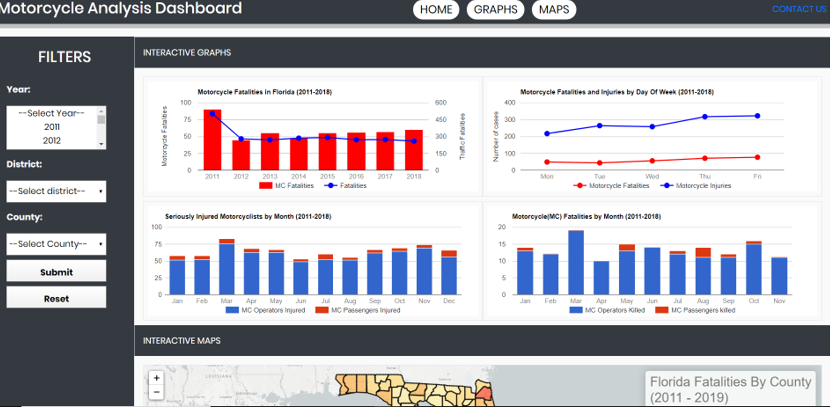 Motorcycle Analysis Dashboard
HOME GRAPHS MAPS
CONTACT US
FILTERS
Year:
--Select Year--
2011
2012
District:
--Select district--
County:
--Select County--
Submit
Reset
INTERACTIVE GRAPHS
Motorcycle Fatalities in Florida (2011-2018)
Motorcycle Fatalities
100
75
50
25
0
600
450
300
150
0
Traffic Fatalities
2011 2012 2013 2014 2015 2016 2017 2018
MC Fatalities Fatalities
Motorcycle Fatalities and Injuries by Day Of Week (2011-2018)
Number of cases
400
300
200
100
0
Mon Tue Wed Thu Fri
Motorcycle Fatalities Motorcycle Injuries
Seriously Injured Motorcyclists by Month (2011-2018)
100
75
50
25
0
Jan Feb Mar Apr May Jun Jul Aug Sep Oct Nov Dec
MC Operators Injured MC Passengers Injured
Motorcycle(MC) Fatalities by Month (2011-2018)
20
15
10
5
0
Jan Feb Mar Apr May Jun Jul Aug Sep Oct Nov
MC Operators Killed MC Passengers killed
INTERACTIVE MAPS
+
−
LOUISIANA
Florida Fatalities By County
(2011 - 2019)